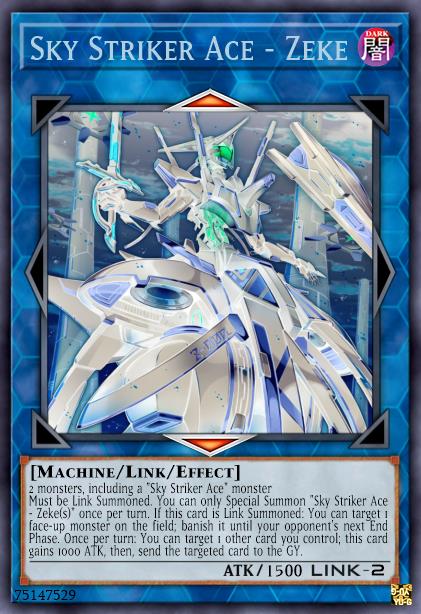 SKY STRIKER ACE - ZEKE
DARK
闇
[MACHINE/LINK/EFFECT]
2 monsters, including a "Sky Striker Ace" monster
Must be Link Summoned. You can only Special Summon "Sky Striker Ace
- Zeke(s)" once per turn. If this card is Link Summoned: You can target 1
face-up monster on the field; banish it until your opponent's next End
Phase. Once per turn: You can target 1 other card you control; this card
gains 1000 ATK, then, send the targeted card to the GY.
ATK/1500 LINK-2
75147529